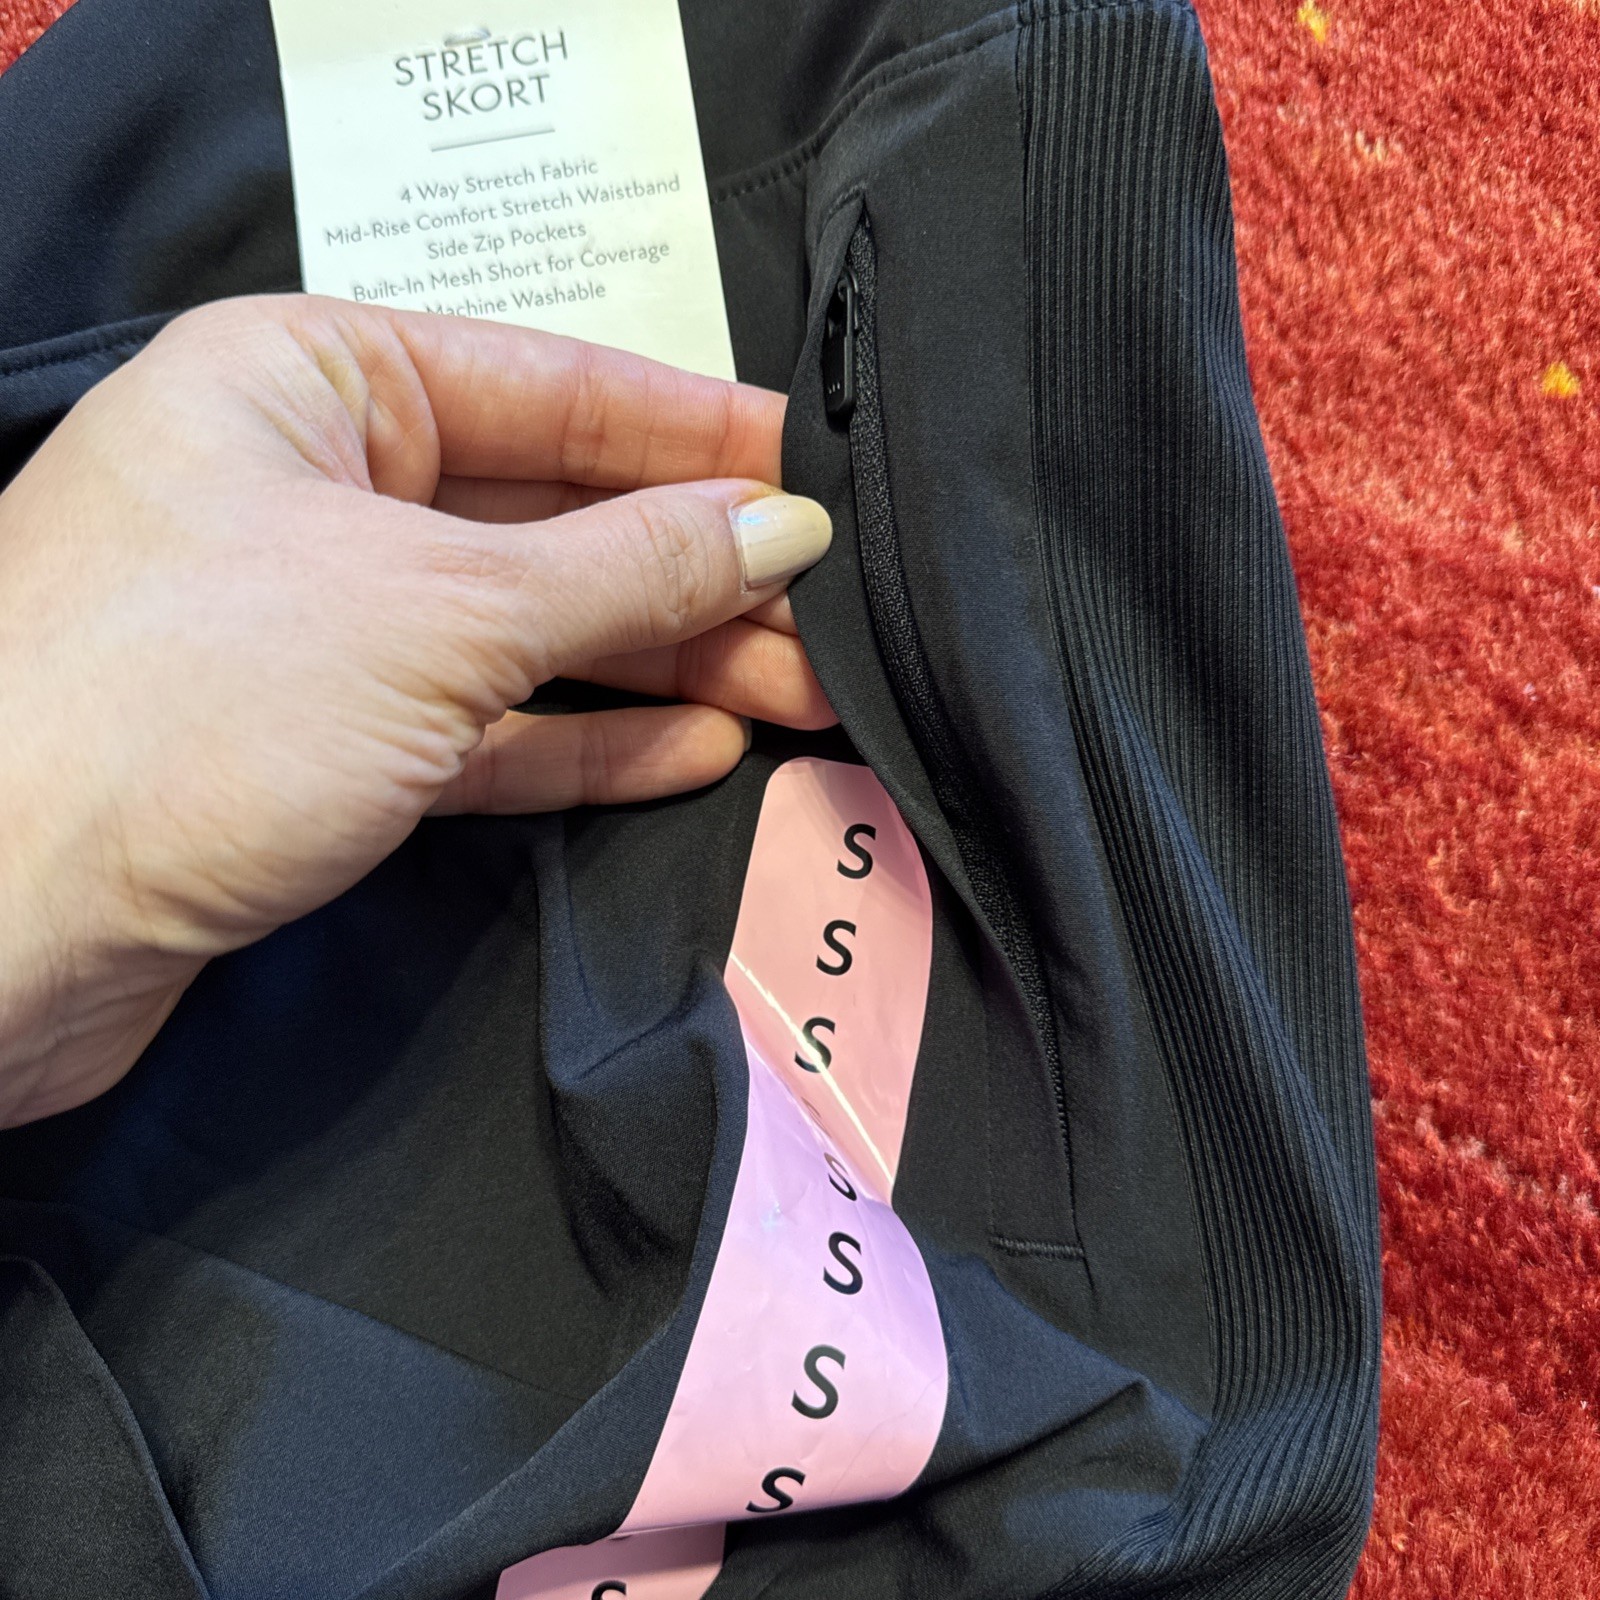 STRETCH
SKORT
4 Way Stretch Fabric
Mid-Rise Comfort Stretch Waistband
Side Zip Pockets
Built-In Mesh Short for Coverage
Machine Washable
S
S
S
S
S
S
S
S
S